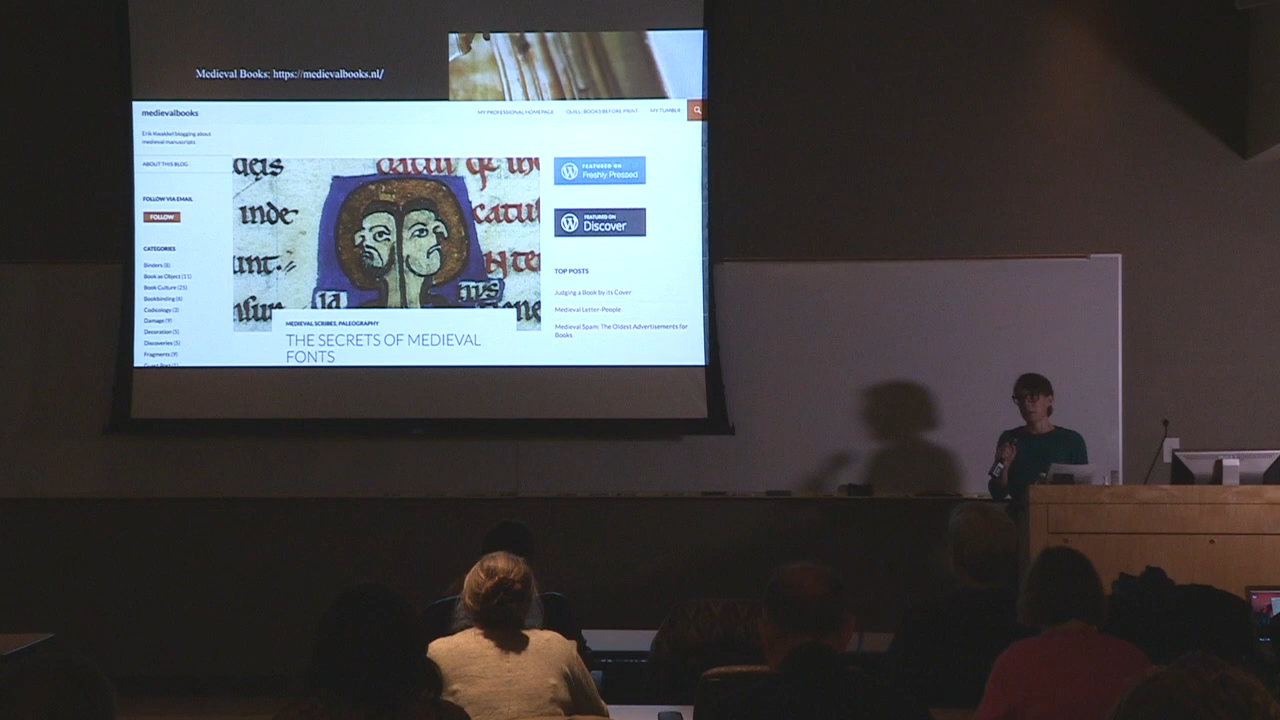 Medieval Books: https://medievalbooks.nl/
medievalbooks
MY PROFESSIONAL HOMEPAGE
QUILL: BOOKS BEFORE PRINT
MY TUMBLR
Erik Kwakkel blogging about
medieval manuscripts
ABOUT THIS BLOG
FOLLOW VIA EMAIL
FOLLOW
CATEGORIES
Binders (8)
Book as Object (11)
Book Culture (25)
Bookbinding (6)
Codicology (3)
Damage (9)
Decoration (5)
Discoveries (5)
Fragments (9)
inde
catul
unt
MEDIEVAL SCRIBES, PALEOGRAPHY
THE SECRETS OF MEDIEVAL
FONTS
FEATURED ON
Freshly Pressed
FEATURED ON
Discover
TOP POSTS
Judging a Book by its Cover
Medieval Letter-People
Medieval Spam: The Oldest Advertisements for
Books